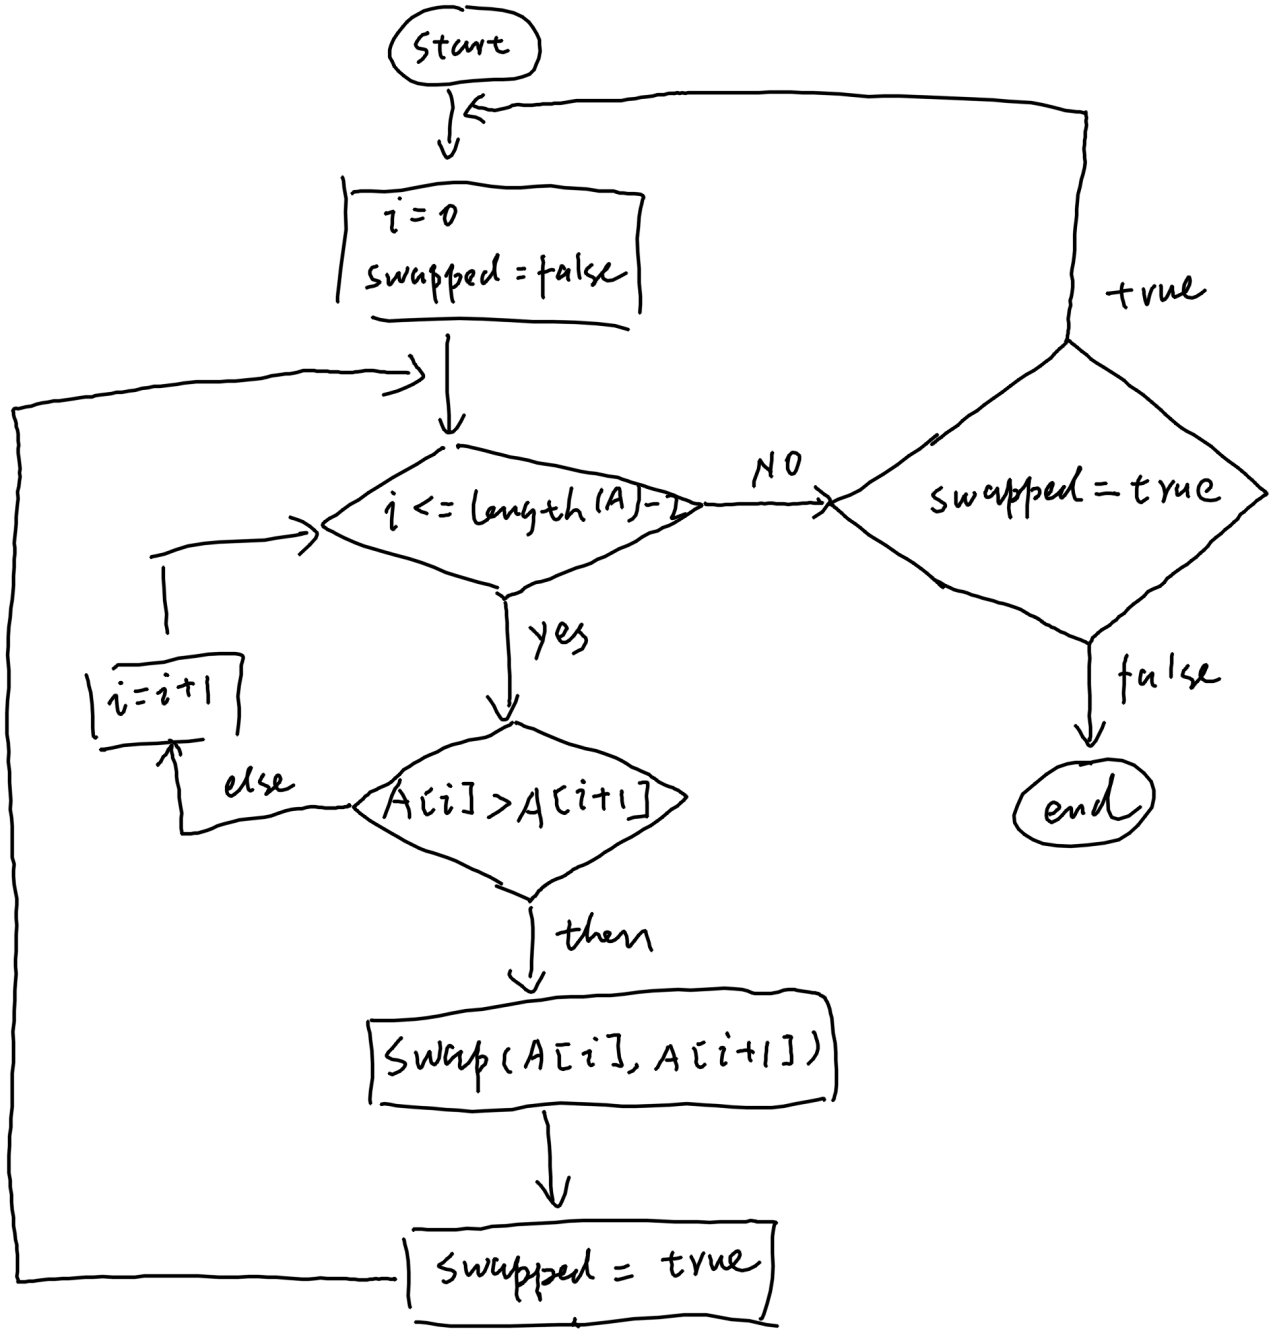 start
i = 0
swapped = false
true
i <= length(A)-2
NO
swapped = true
yes
i = i+1
false
else
A[i] > A[i+1]
end
then
Swap(A[i], A[i+1])
swapped = true